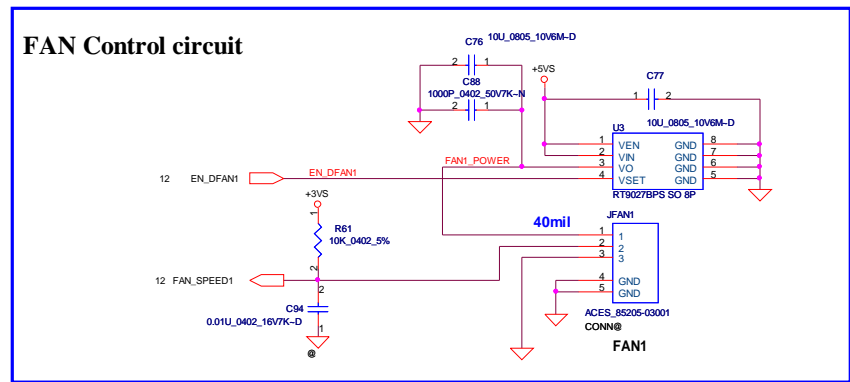 FAN Control circuit
C76
10U_0805_10V6M~D
2 1
C88
1000P_0402_50V7K~N
2 1
+5VS
C77
1 2
10U_0805_10V6M~D
U3
1 VEN GND 8
2 VIN GND 7
3 VO GND 6
4 VSET GND 5
RT9027BPS SO 8P
FAN1_POWER
12 EN_DFAN1
EN_DFAN1
+3VS
1
R61
10K_0402_5%
2
40mil
JFAN1
1 1
2 2
3 3
4 GND
5 GND
ACES_85205-03001
CONN@
FAN1
12 FAN_SPEED1
2
C94
0.01U_0402_16V7K~D
1
@